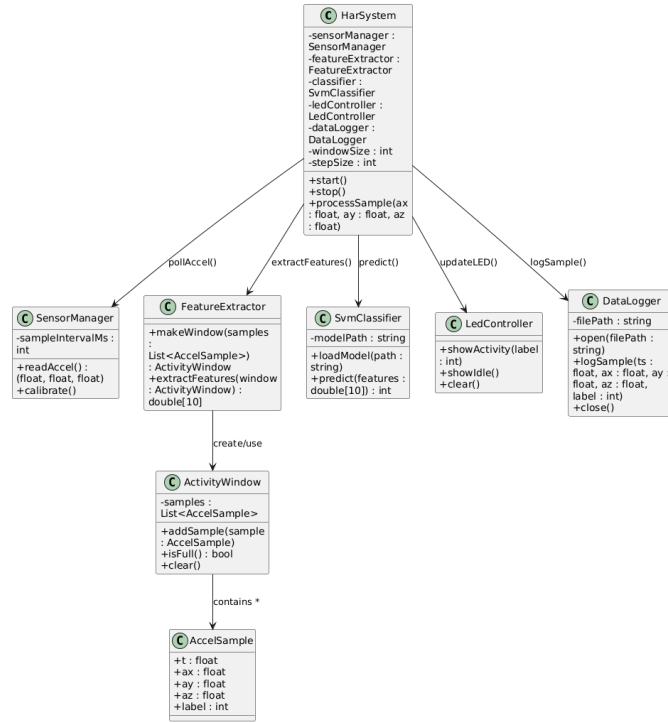 C HarSystem
-sensorManager :
SensorManager
-featureExtractor :
FeatureExtractor
-classifier :
SvmClassifier
-ledController :
LedController
-dataLogger :
DataLogger
-windowSize : int
-stepSize : int
+start()
+stop()
+processSample(ax
: float, ay : float, az
: float)
pollAccel()
extractFeatures()
predict()
updateLED()
logSample()
C SensorManager
-sampleIntervalMs :
int
+readAccel() :
(float, float, float)
+calibrate()
C FeatureExtractor
+makeWindow(samples
:
List<AccelSample>)
: ActivityWindow
+extractFeatures(window
: ActivityWindow) :
double[10]
C SvmClassifier
-modelPath : string
+loadModel(path :
string)
+predict(features :
double[10]) : int
C LedController
+showActivity(label
: int)
+showIdle()
+clear()
C DataLogger
-filePath : string
+open(filePath :
string)
+logSample(ts :
float, ax : float, ay :
float, az : float,
label : int)
+close()
create/use
C ActivityWindow
-samples :
List<AccelSample>
+addSample(sample
: AccelSample)
+isFull() : bool
+clear()
contains *
C AccelSample
+t : float
+ax : float
+ay : float
+az : float
+label : int